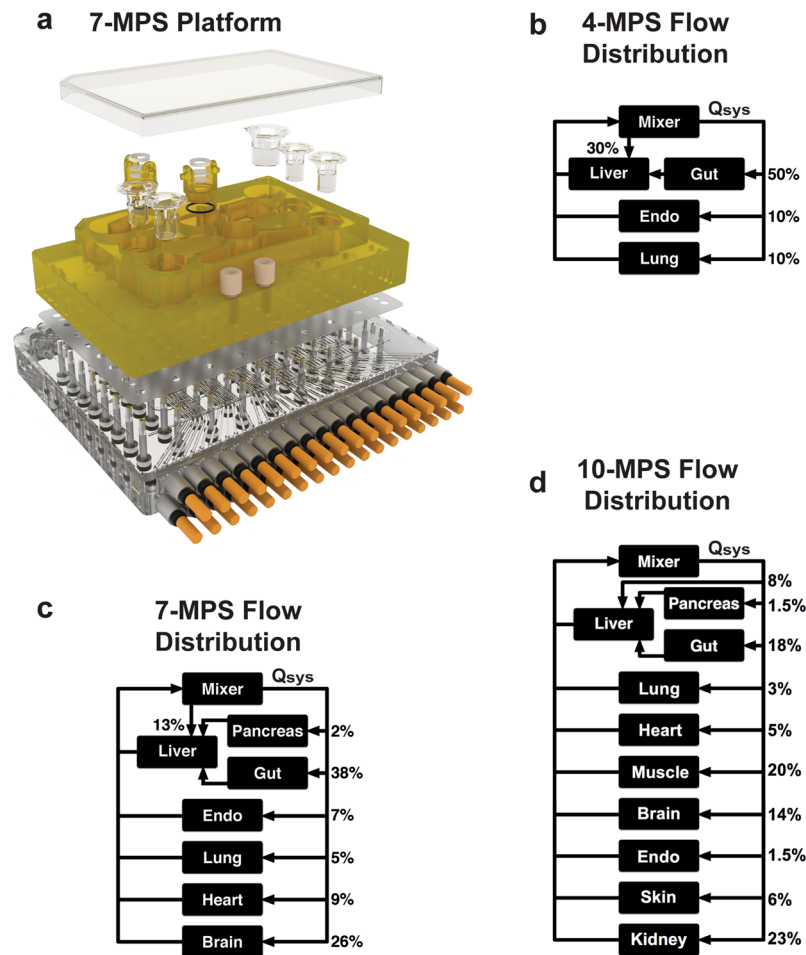 a 7-MPS Platform
b 4-MPS Flow
Distribution
Mixer
Qsys
30%
Liver
Gut
50%
Endo
10%
Lung
10%
c 7-MPS Flow
Distribution
Mixer
Qsys
13%
Pancreas
2%
Liver
Gut
38%
Endo
7%
Lung
5%
Heart
9%
Brain
26%
d 10-MPS Flow
Distribution
Mixer
Qsys
8%
Pancreas
1.5%
Liver
Gut
18%
Lung
3%
Heart
5%
Muscle
20%
Brain
14%
Endo
1.5%
Skin
6%
Kidney
23%